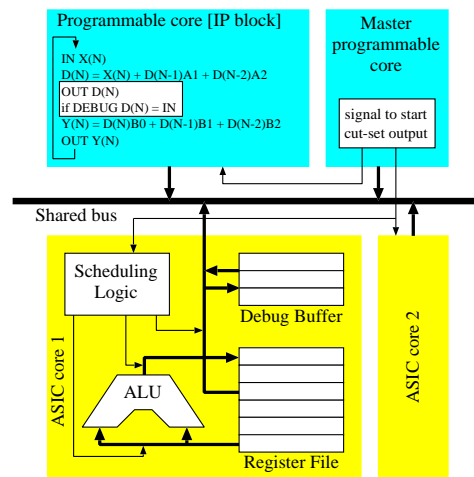 Programmable core [IP block]
IN X(N)
D(N) = X(N) + D(N-1)A1 + D(N-2)A2
OUT D(N)
if DEBUG D(N) = IN
Y(N) = D(N)B0 + D(N-1)B1 + D(N-2)B2
OUT Y(N)
Master
programmable
core
signal to start
cut-set output
Shared bus
ASIC core 1
Scheduling
Logic
Debug Buffer
ALU
Register File
ASIC core 2